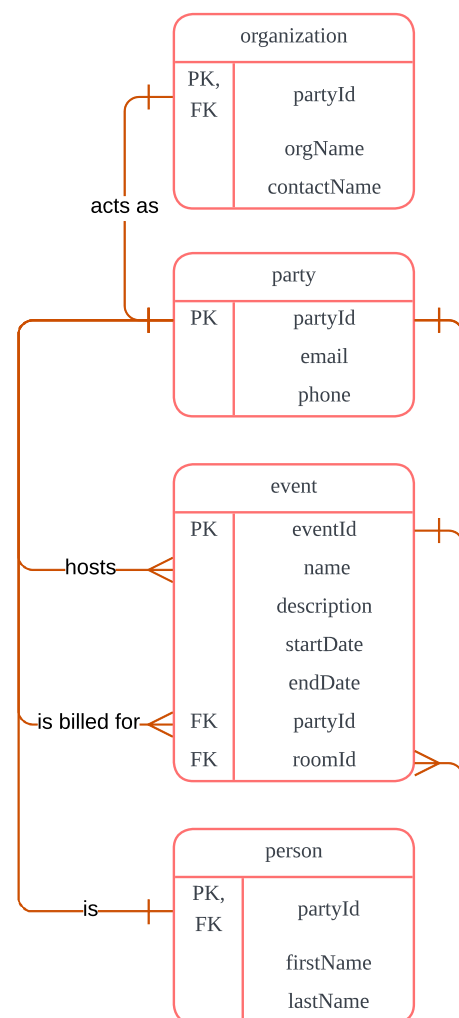 organization
PK,
FK
partyId
orgName
contactName
acts as
party
PK
partyId
email
phone
event
PK
eventId
name
hosts
description
startDate
endDate
is billed for
FK
partyId
FK
roomId
person
PK,
FK
partyId
is
firstName
lastName